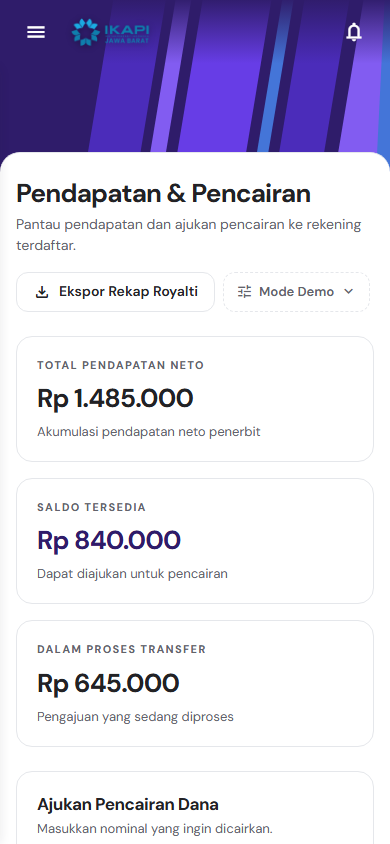 IKAPI
JAWA BARAT
Pendapatan & Pencairan
Pantau pendapatan dan ajukan pencairan ke rekening
terdaftar.
Ekspor Rekap Royalti
Mode Demo
TOTAL PENDAPATAN NETO
Rp 1.485.000
Akumulasi pendapatan neto penerbit
SALDO TERSEDIA
Rp 840.000
Dapat diajukan untuk pencairan
DALAM PROSES TRANSFER
Rp 645.000
Pengajuan yang sedang diproses
Ajukan Pencairan Dana
Masukkan nominal yang ingin dicairkan.